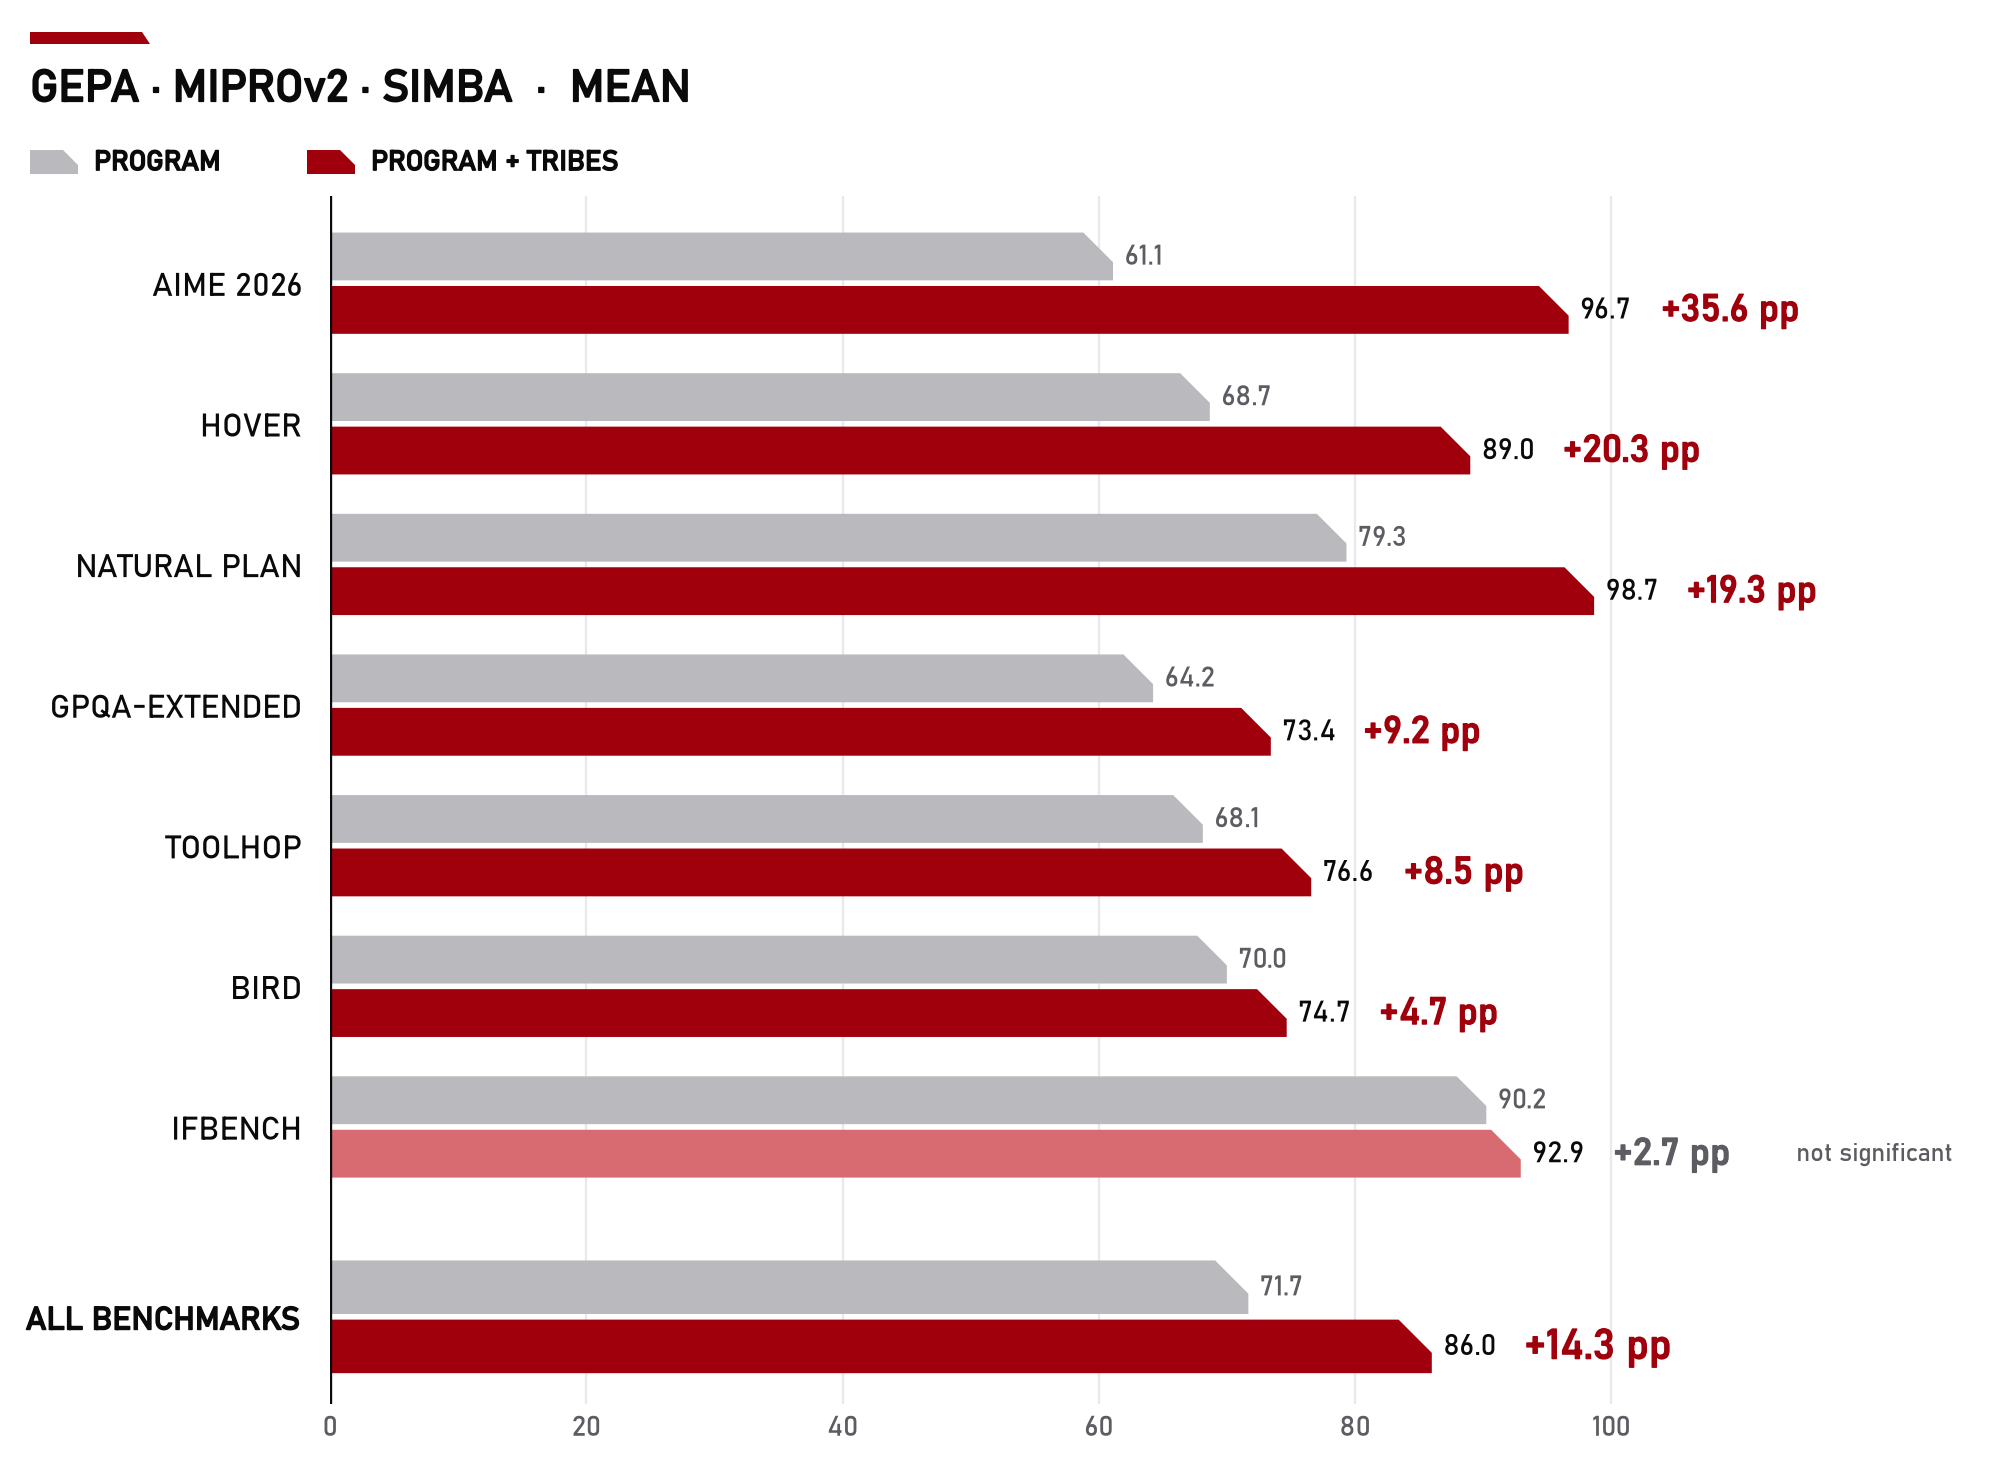 GEPA · MIPROv2 · SIMBA · MEAN
PROGRAM
PROGRAM + TRIBES
AIME 2026
61.1
96.7 +35.6 pp
HOVER
68.7
89.0 +20.3 pp
NATURAL PLAN
79.3
98.7 +19.3 pp
GPQA-EXTENDED
64.2
73.4 +9.2 pp
TOOLHOP
68.1
76.6 +8.5 pp
BIRD
70.0
74.7 +4.7 pp
IFBENCH
90.2
92.9 +2.7 pp not significant
ALL BENCHMARKS
71.7
86.0 +14.3 pp
0 20 40 60 80 100